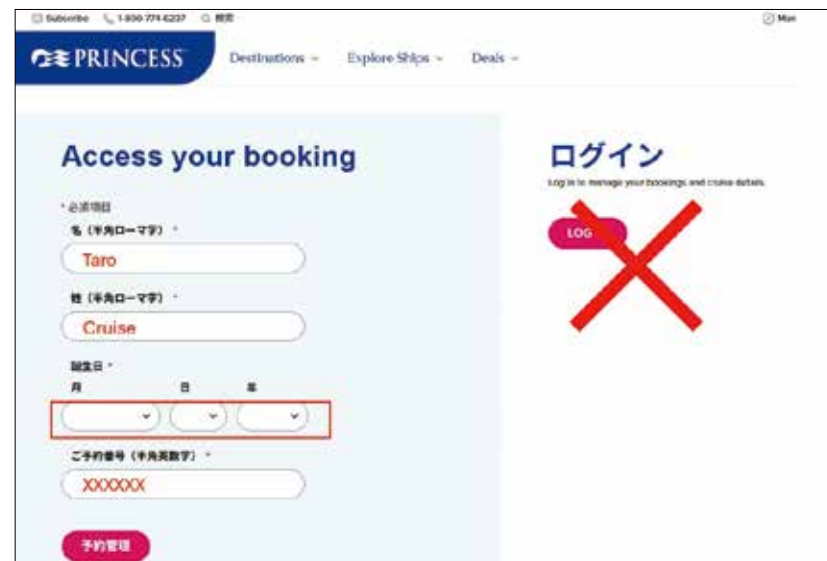 Subscribe 1-800-774-6237 検索
PRINCESS Destinations Explore Ships Deals
Access your booking
ログイン
Log in to manage your bookings and cruise details.
* 必須項目
名（半角ローマ字） *
LOG
Taro
姓（半角ローマ字） *
Cruise
誕生日 *
月 日 年
ご予約番号（半角英数字） *
XXXXXX
予約管理